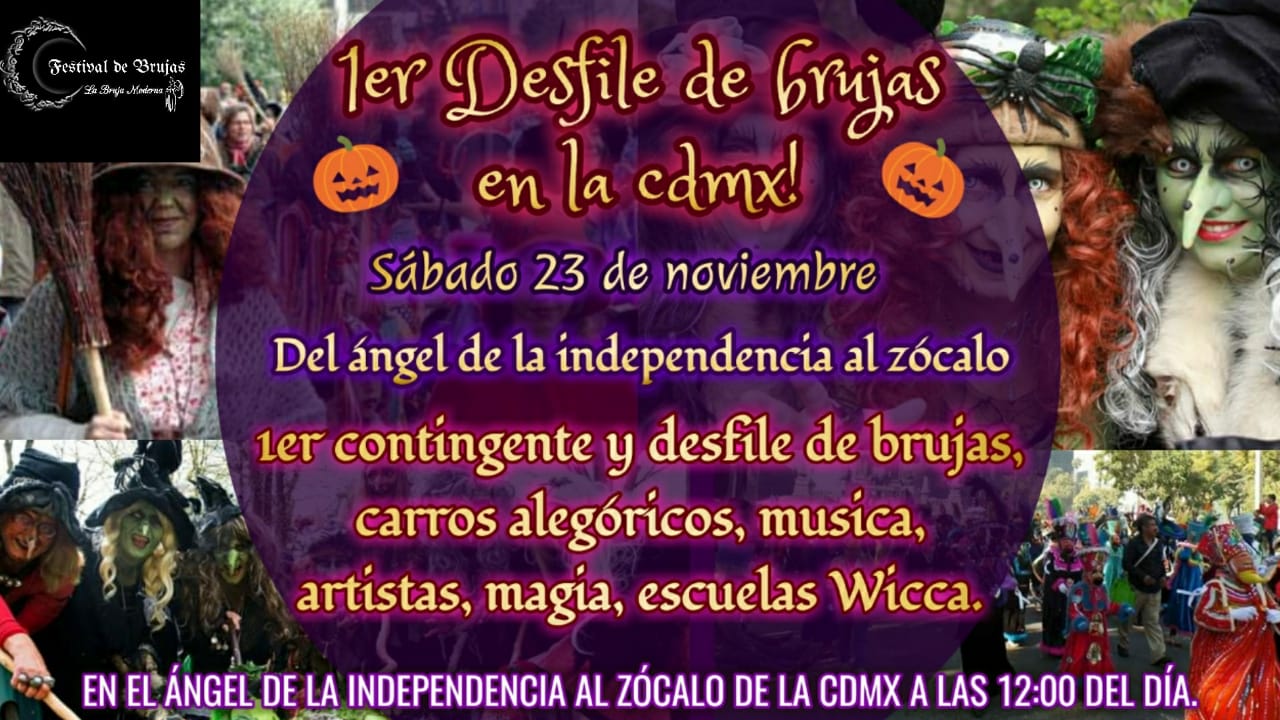 Festival de Brujas
La Bruja Moderna
1er Desfile de brujas
en la cdmx!
Sábado 23 de noviembre
Del ángel de la independencia al zócalo
1er contingente y desfile de brujas,
carros alegóricos, musica,
artistas, magia, escuelas Wicca.
EN EL ÁNGEL DE LA INDEPENDENCIA AL ZÓCALO DE LA CDMX A LAS 12:00 DEL DÍA.